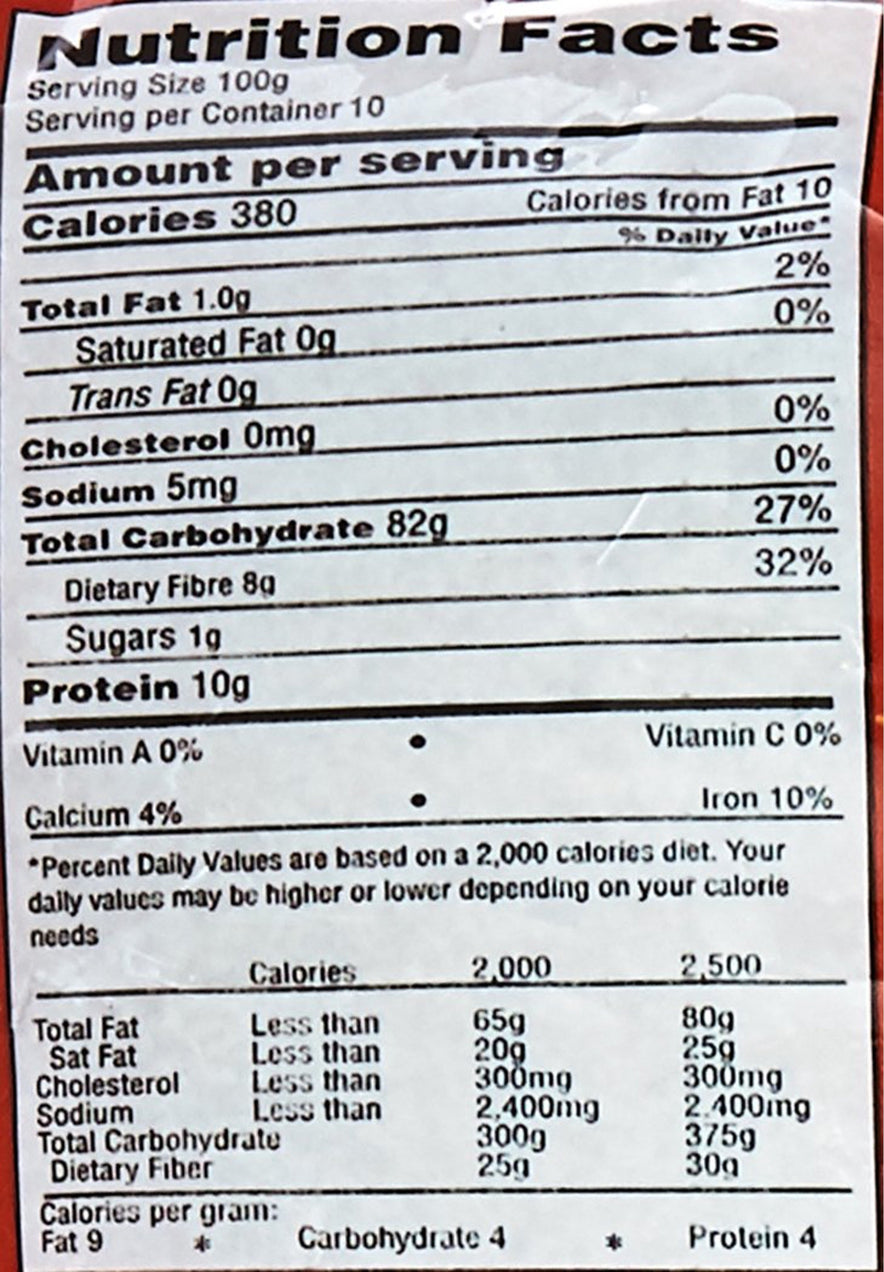 Nutrition Facts
Serving Size 100g
Serving per Container 10
Amount per serving
Calories 380 Calories from Fat 10
% Daily Value*
Total Fat 1.0g 2%
Saturated Fat 0g 0%
Trans Fat 0g
Cholesterol 0mg 0%
Sodium 5mg 0%
Total Carbohydrate 82g 27%
Dietary Fibre 8g 32%
Sugars 1g
Protein 10g
Vitamin A 0% • Vitamin C 0%
Calcium 4% • Iron 10%
*Percent Daily Values are based on a 2,000 calories diet. Your
daily values may be higher or lower depending on your calorie
needs
Calories 2,000 2,500
Total Fat Less than 65g 80g
Sat Fat Less than 20g 25g
Cholesterol Less than 300mg 300mg
Sodium Less than 2,400mg 2,400mg
Total Carbohydrate 300g 375g
Dietary Fiber 25g 30g
Calories per gram:
Fat 9 * Carbohydrate 4 * Protein 4